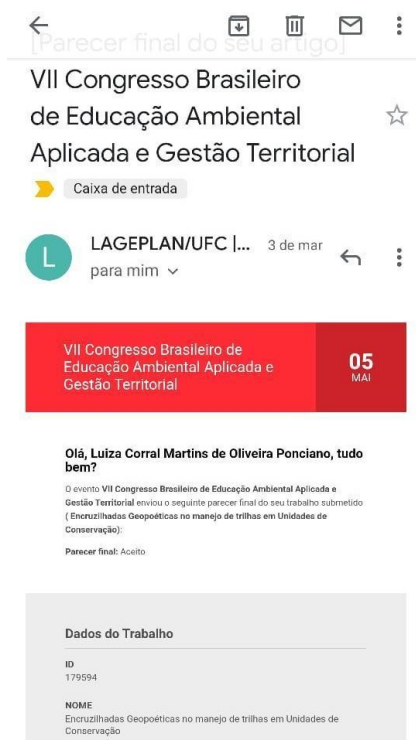 [Parecer final do seu artigo]
VII Congresso Brasileiro
de Educação Ambiental
Aplicada e Gestão Territorial
Caixa de entrada
L
LAGEPLAN/UFC |... 3 de mar
para mim
VII Congresso Brasileiro de
Educação Ambiental Aplicada e
Gestão Territorial
05
MAI
Olá, Luiza Corral Martins de Oliveira Ponciano, tudo
bem?
O evento VII Congresso Brasileiro de Educação Ambiental Aplicada e
Gestão Territorial enviou o seguinte parecer final do seu trabalho submetido
( Encruzilhadas Geopoéticas no manejo de trilhas em Unidades de
Conservação):
Parecer final: Aceito
Dados do Trabalho
ID
179594
NOME
Encruzilhadas Geopoéticas no manejo de trilhas em Unidades de
Conservação